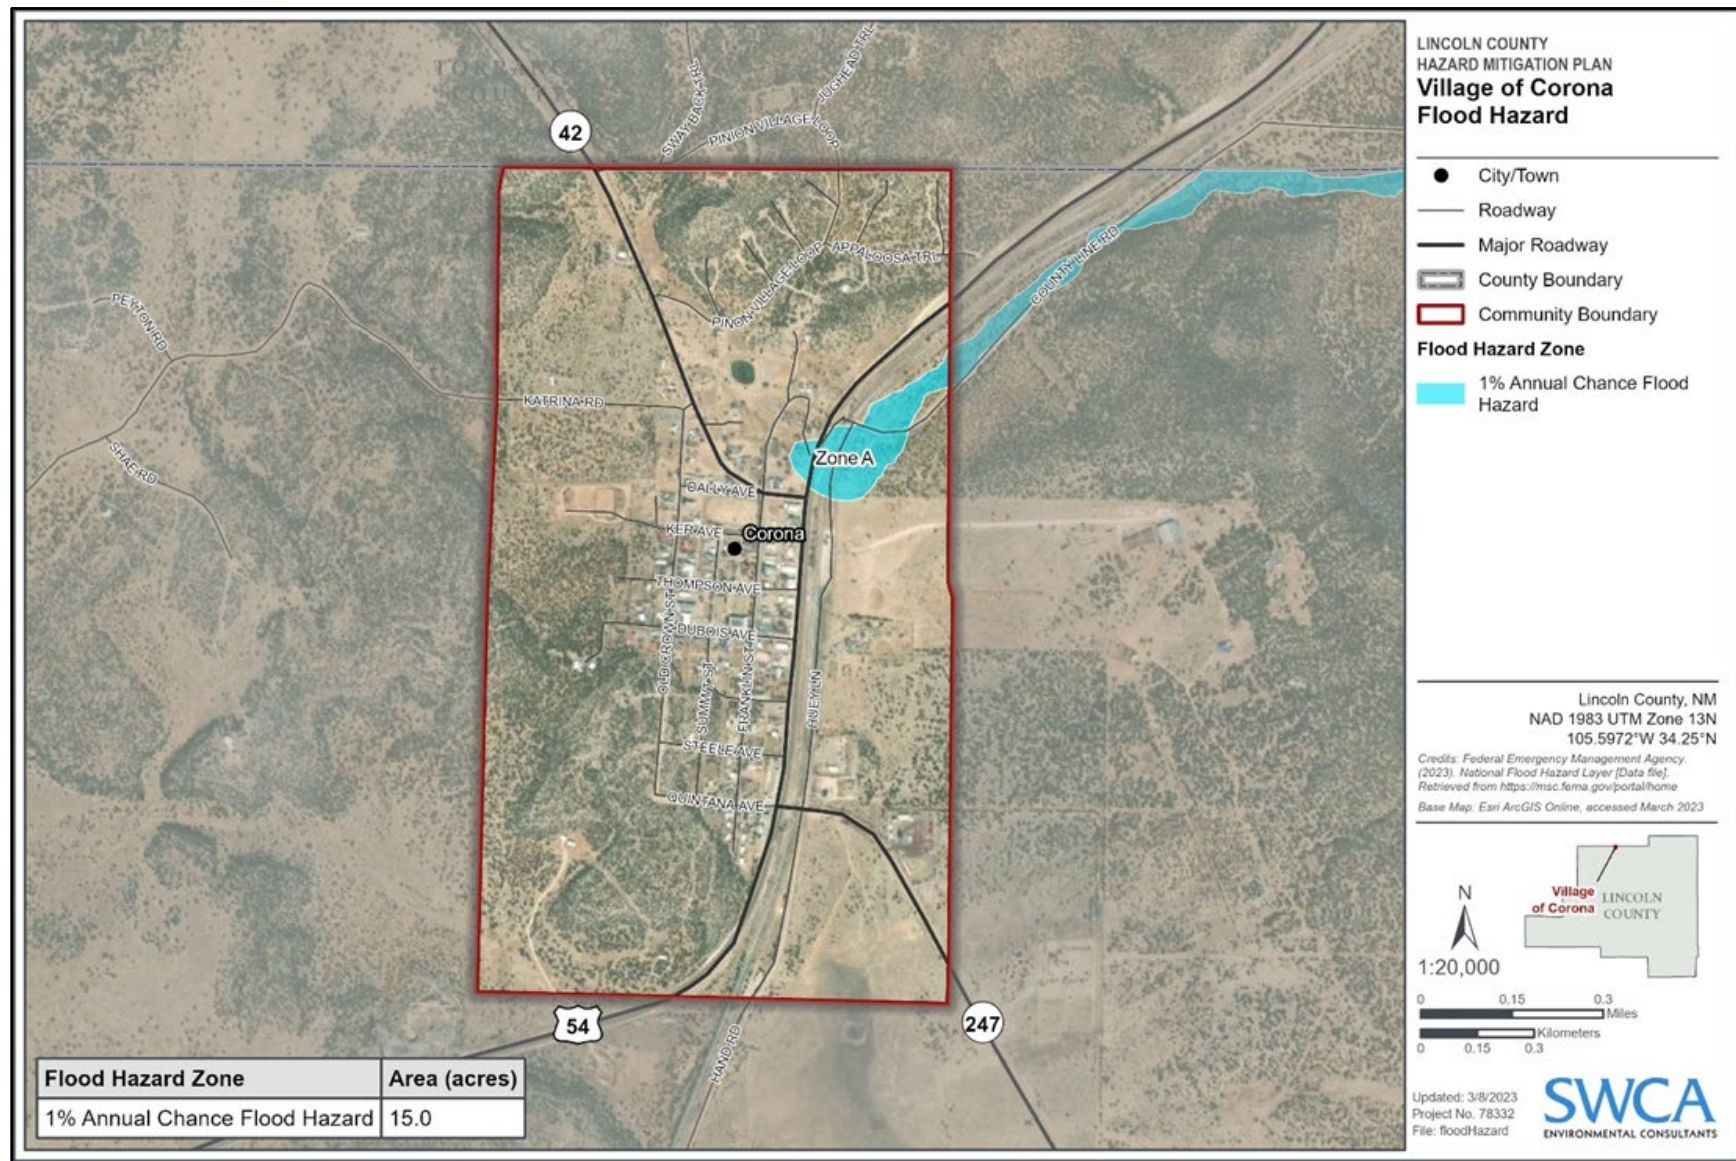 LINCOLN COUNTY
HAZARD MITIGATION PLAN
Village of Corona
Flood Hazard
City/Town
Roadway
Major Roadway
County Boundary
Community Boundary
Flood Hazard Zone
1% Annual Chance Flood
Hazard
Lincoln County, NM
NAD 1983 UTM Zone 13N
105.5972°W 34.25°N
Credits: Federal Emergency Management Agency.
(2023). National Flood Hazard Layer [Data file].
Retrieved from https://msc.fema.gov/portal/home
Base Map: Esri ArcGIS Online, accessed March 2023
Village
of Corona
LINCOLN
COUNTY
N
1:20,000
0 0.15 0.3
Miles
Kilometers
0 0.15 0.3
Updated: 3/8/2023
Project No. 78332
File: floodHazard
SWCA
ENVIRONMENTAL CONSULTANTS
42
SWAY BACK TRL
PINION VILLAGE LOOP
JUGHEAD TRL
PINON VILLAGE LOOP
APPALOOSA TRL
COUNTY LINE RD
PEYTON RD
SHAE RD
KATRINA RD
Zone A
DALLY AVE
KER AVE
Corona
THOMPSON AVE
DUBOIS AVE
OLD CROWN ST
SUMMIT ST
FRANKLIN ST
HUEY LN
STEELE AVE
QUINTANA AVE
54
247
HAND RD
Flood Hazard Zone Area (acres)
1% Annual Chance Flood Hazard 15.0